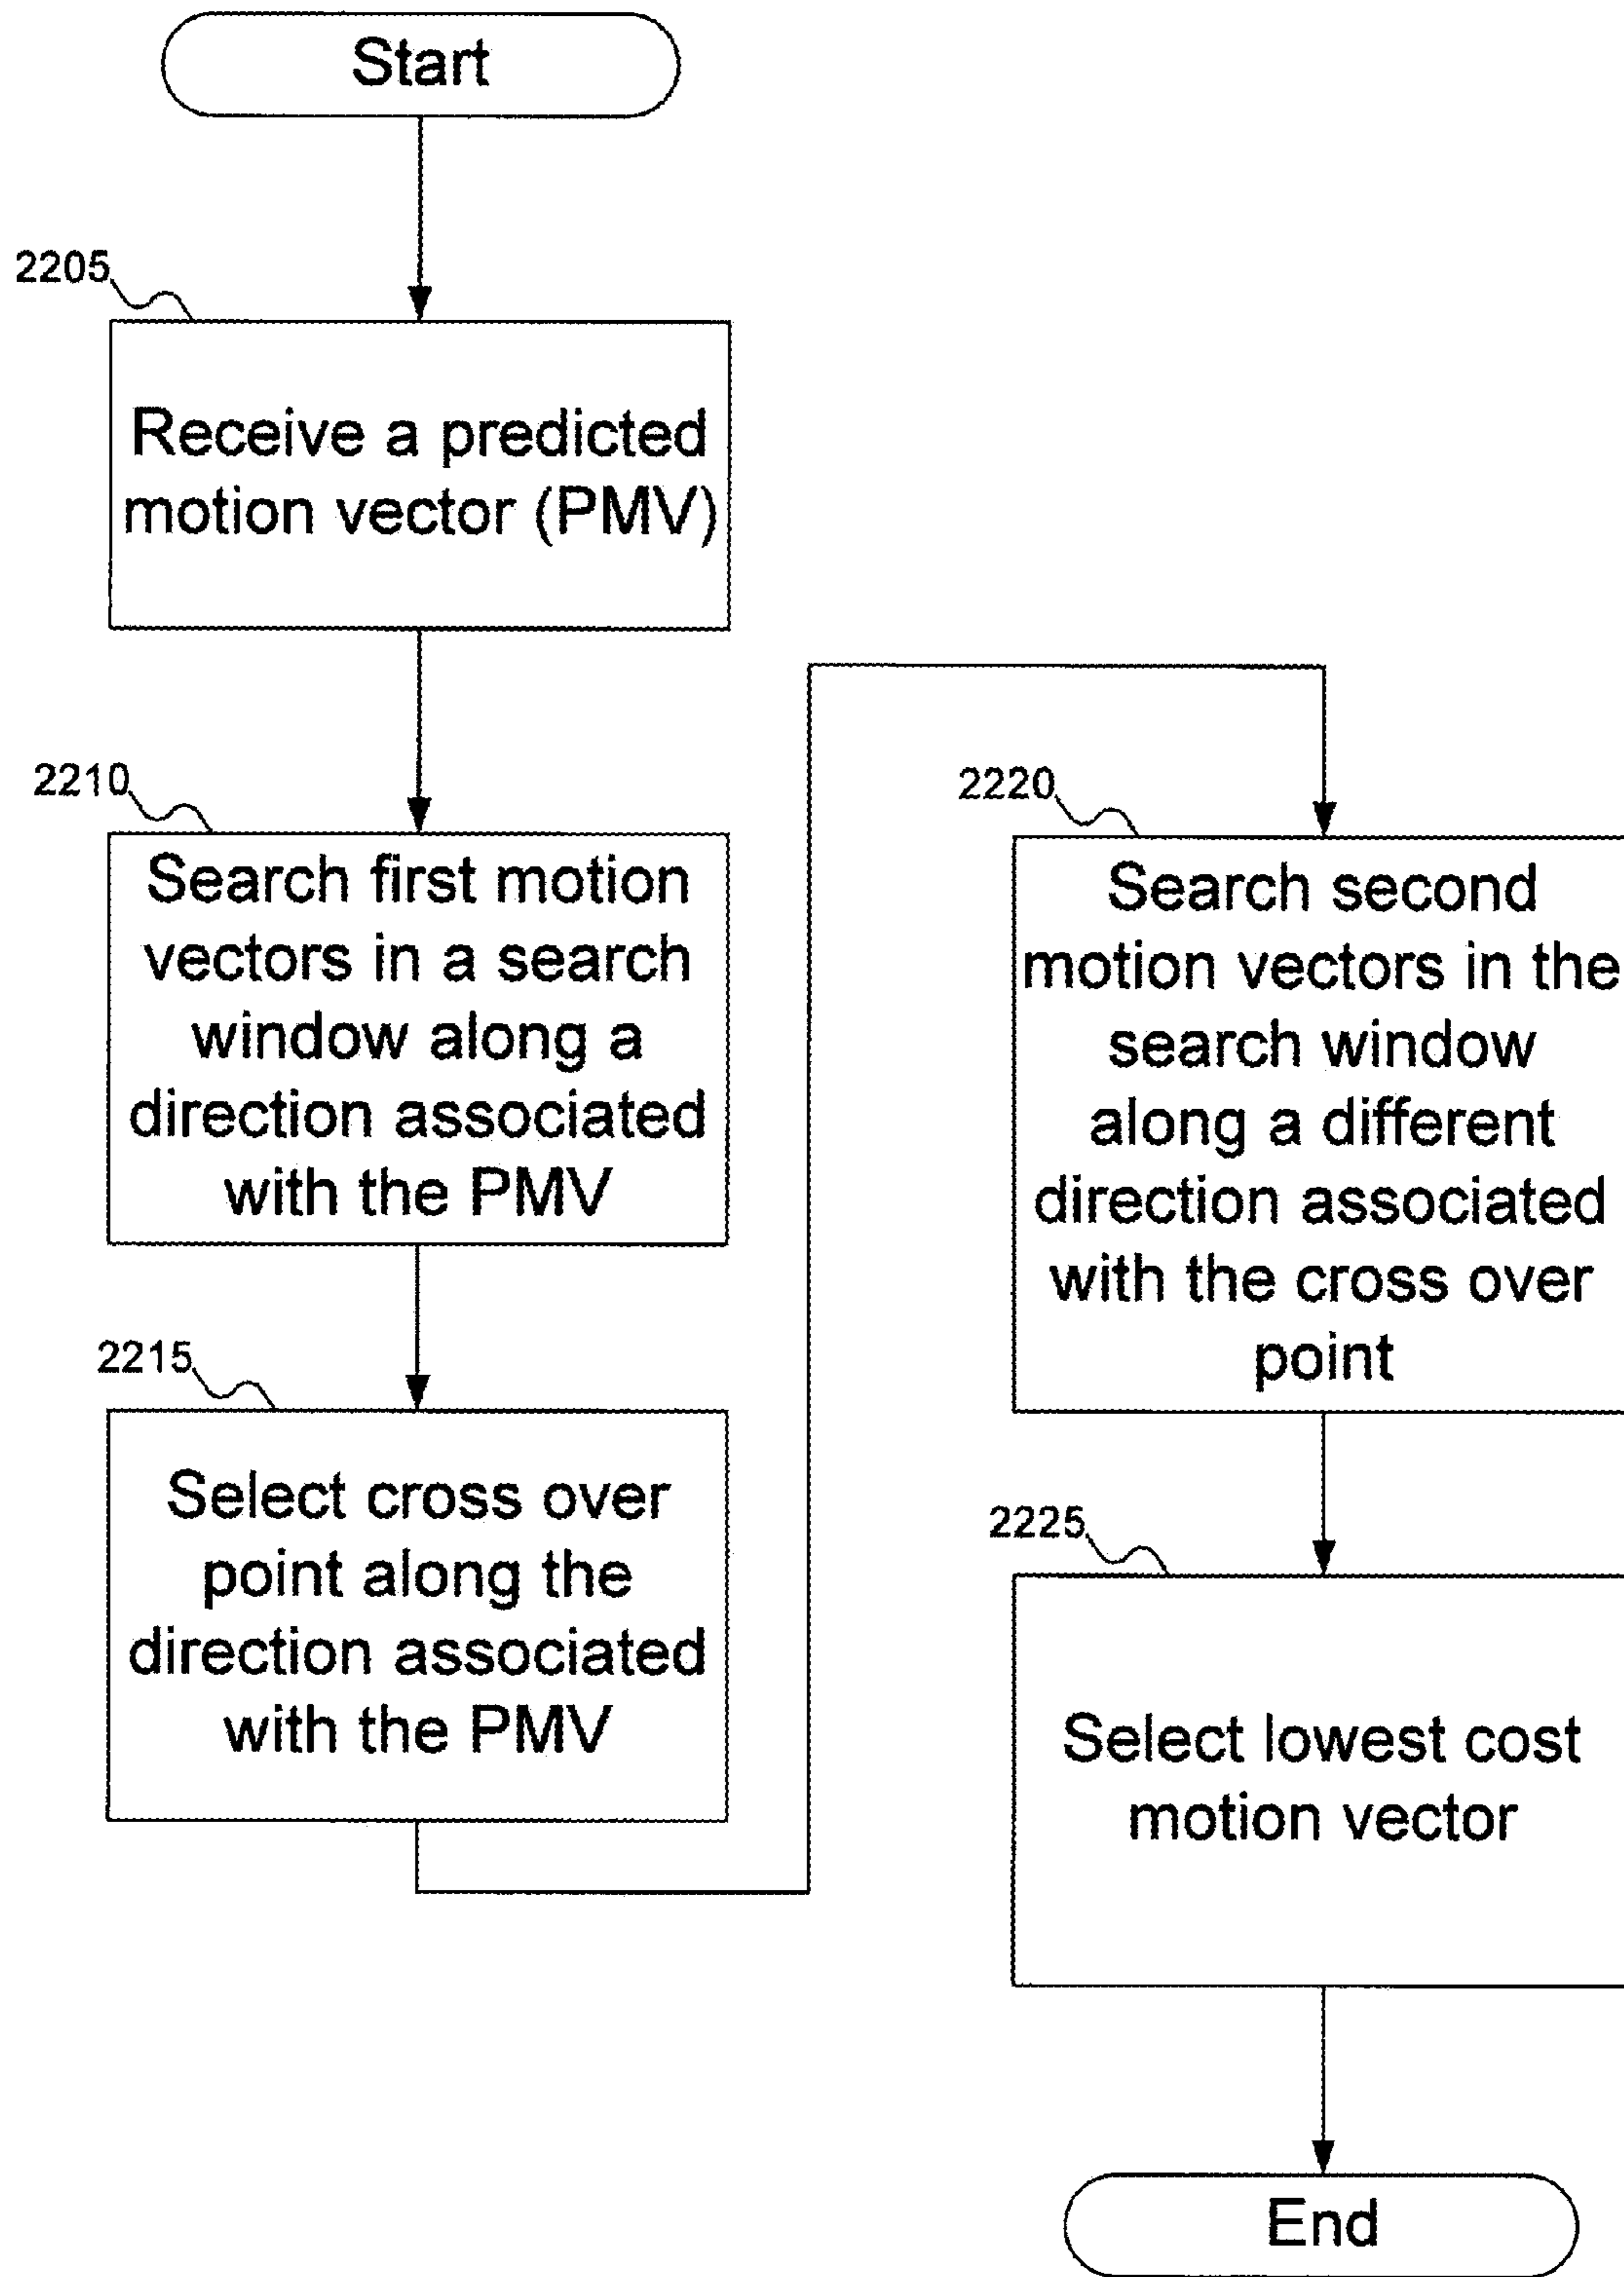 Start
2205
Receive a predicted
motion vector (PMV)
2210
Search first motion
vectors in a search
window along a
direction associated
with the PMV
2215
Select cross over
point along the
direction associated
with the PMV
2220
Search second
motion vectors in the
search window
along a different
direction associated
with the cross over
point
2225
Select lowest cost
motion vector
End